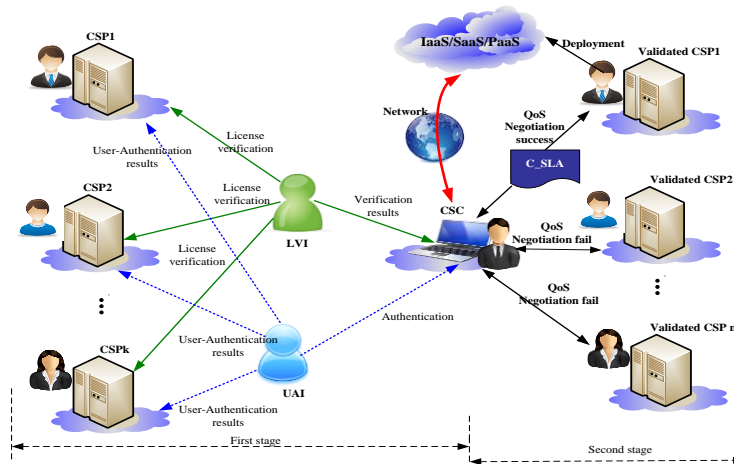 CSP1
IaaS/SaaS/PaaS
Deployment
Validated CSP1
Network
QoS
Negotiation
success
License
verification
User-Authentication
results
C_SLA
CSP2
License
verification
Verification
results
CSC
Validated CSP2
LVI
QoS
Negotiation fail
License
verification
QoS
Negotiation fail
Authentication
CSPk
User-Authentication
results
Validated CSP n
UAI
User-Authentication
results
First stage
Second stage